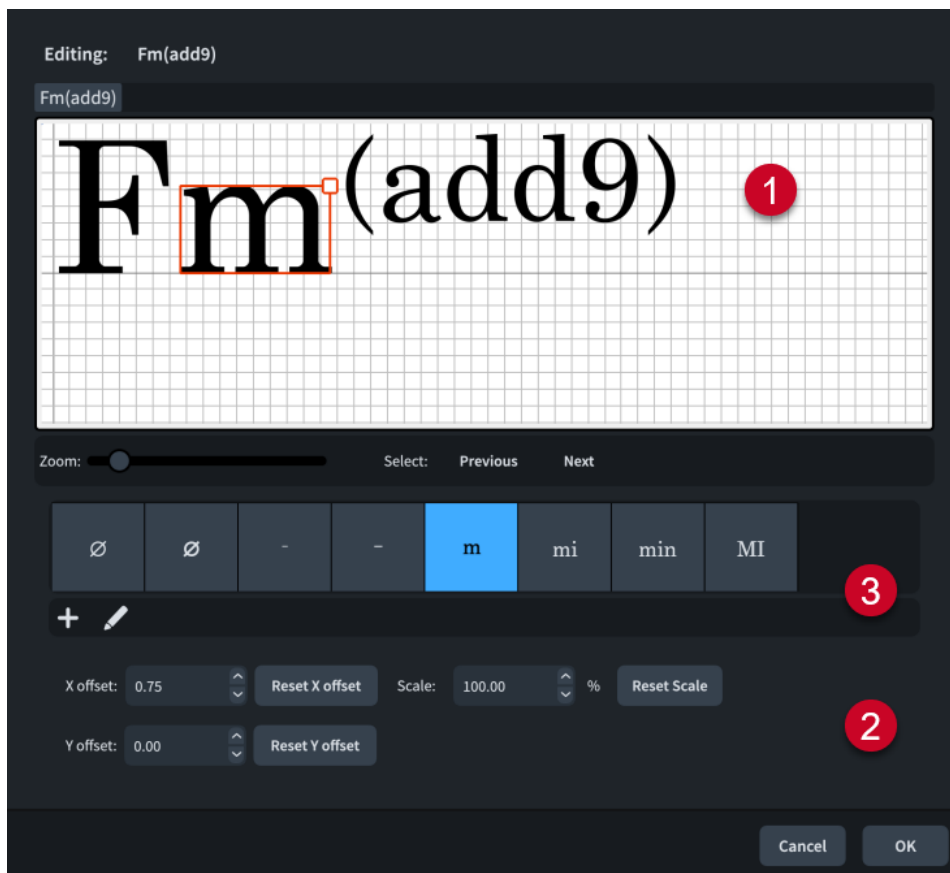 Editing: Fm(add9)
Fm(add9)
Fm(add9)
1
Zoom: Select: Previous Next
∅ ∅ - – m mi min MI
3
X offset: 0.75 Reset X offset Scale: 100.00 % Reset Scale
2
Y offset: 0.00 Reset Y offset
Cancel OK